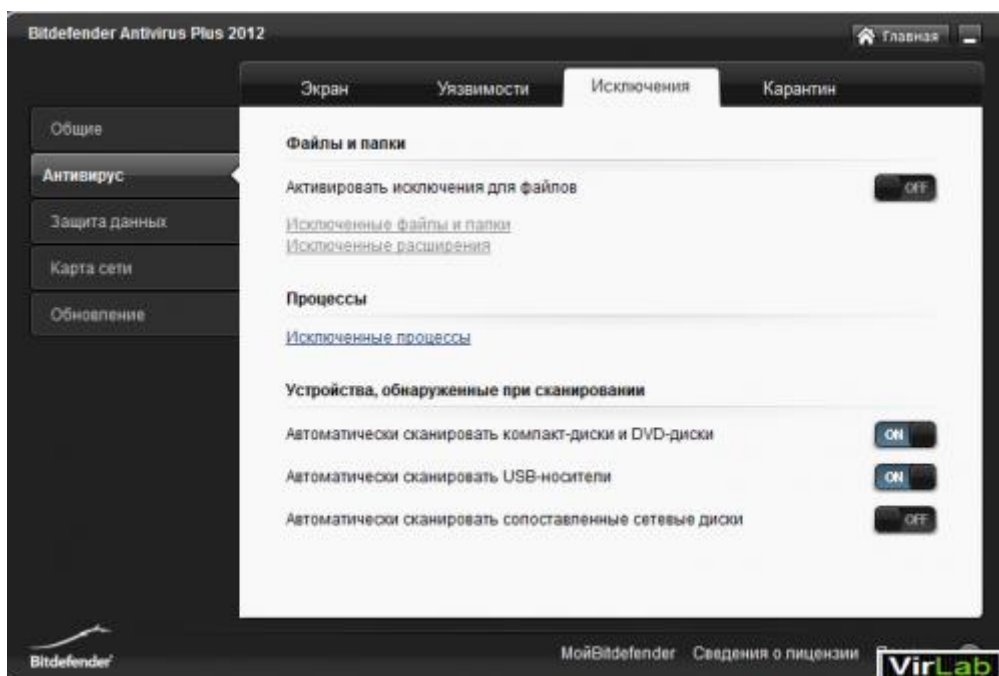 Bitdefender Antivirus Plus 2012
Главная
Экран Уязвимости Исключения Карантин
Общие
Антивирус
Защита данных
Карта сети
Обновление
Файлы и папки
Активировать исключения для файлов OFF
Исключенные файлы и папки
Исключенные расширения
Процессы
Исключенные процессы
Устройства, обнаруженные при сканировании
Автоматически сканировать компакт-диски и DVD-диски ON
Автоматически сканировать USB-носители ON
Автоматически сканировать сопоставленные сетевые диски OFF
Bitdefender
МойBitdefender Сведения о лицензии
VirLab